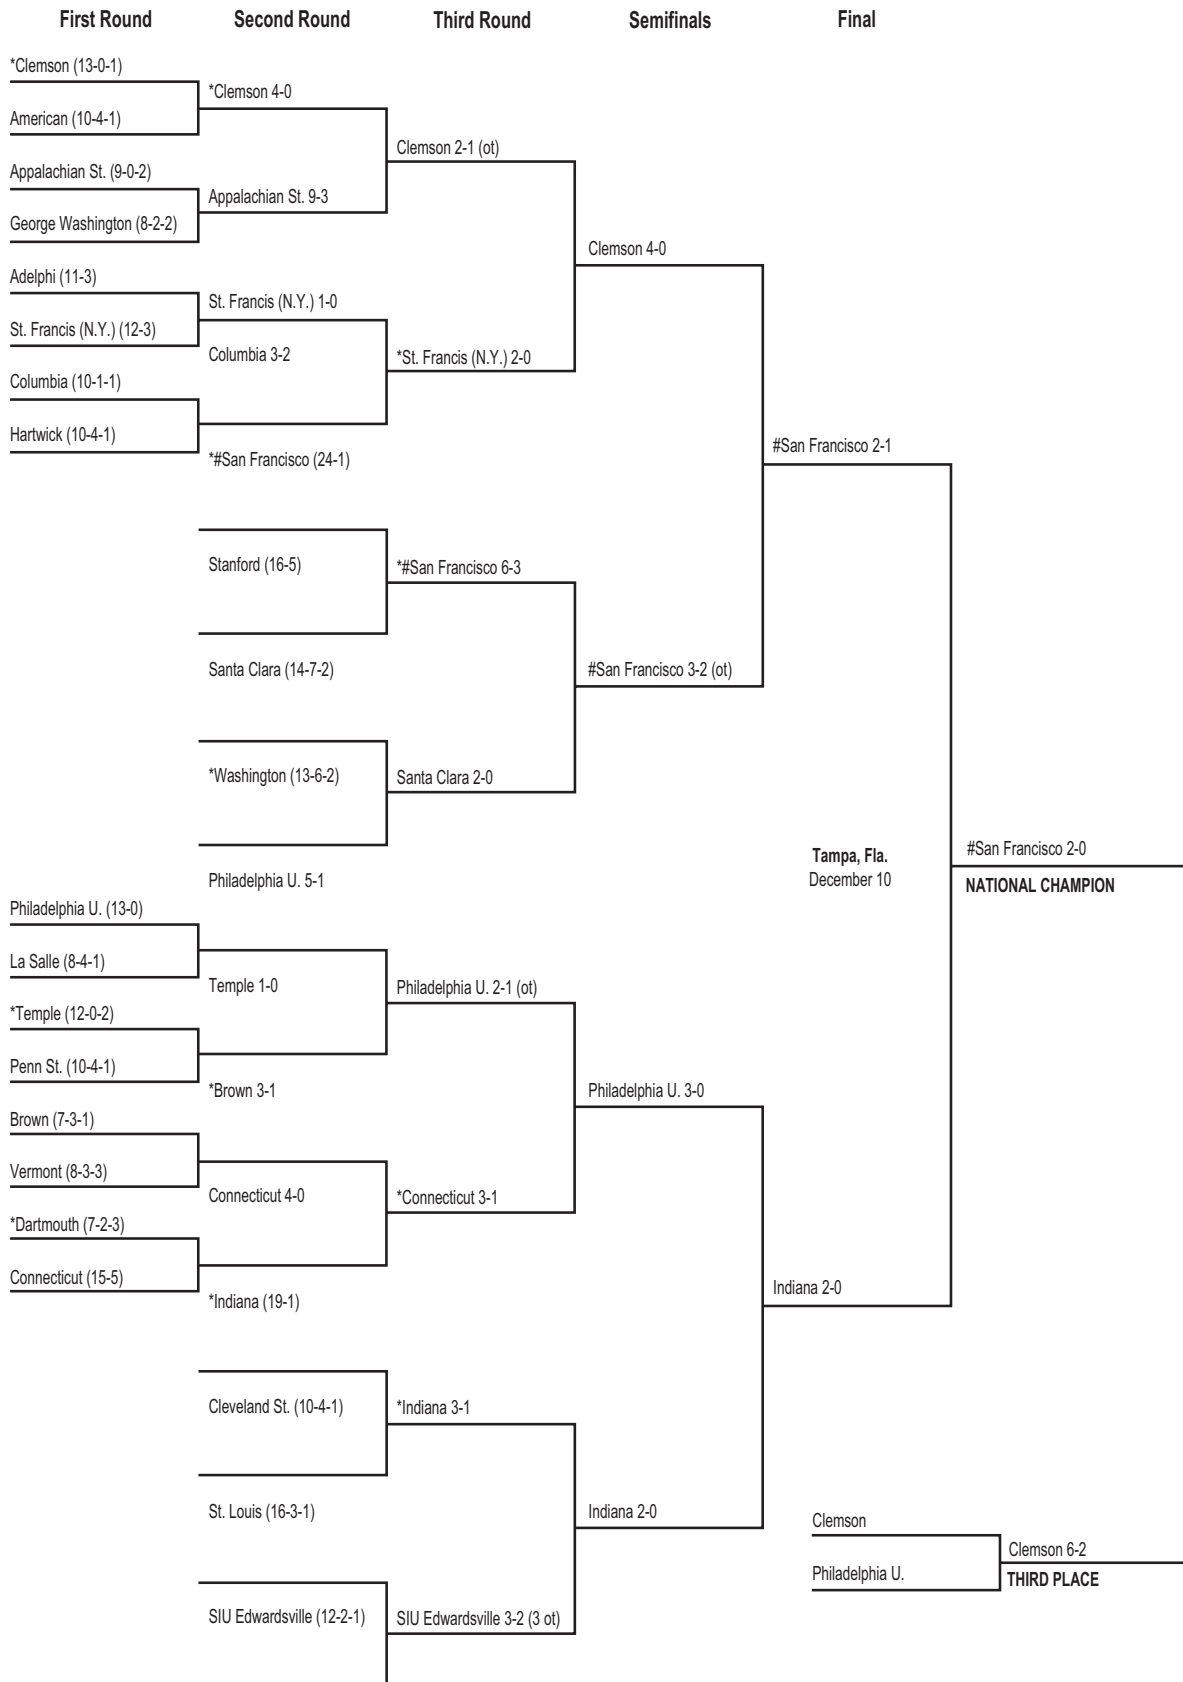 First Round
Second Round
Third Round
Semifinals
Final
*Clemson (13-0-1)
American (10-4-1)
Appalachian St. (9-0-2)
George Washington (8-2-2)
Adelphi (11-3)
St. Francis (N.Y.) (12-3)
Columbia (10-1-1)
Hartwick (10-4-1)
Philadelphia U. (13-0)
La Salle (8-4-1)
*Temple (12-0-2)
Penn St. (10-4-1)
Brown (7-3-1)
Vermont (8-3-3)
*Dartmouth (7-2-3)
Connecticut (15-5)
*Clemson 4-0
Appalachian St. 9-3
St. Francis (N.Y.) 1-0
Columbia 3-2
*#San Francisco (24-1)
Stanford (16-5)
Santa Clara (14-7-2)
*Washington (13-6-2)
Philadelphia U. 5-1
Temple 1-0
*Brown 3-1
Connecticut 4-0
*Indiana (19-1)
Cleveland St. (10-4-1)
St. Louis (16-3-1)
SIU Edwardsville (12-2-1)
Clemson 2-1 (ot)
*St. Francis (N.Y.) 2-0
*#San Francisco 6-3
Santa Clara 2-0
Philadelphia U. 2-1 (ot)
*Connecticut 3-1
*Indiana 3-1
SIU Edwardsville 3-2 (3 ot)
Clemson 4-0
#San Francisco 3-2 (ot)
Philadelphia U. 3-0
Indiana 2-0
#San Francisco 2-1
Indiana 2-0
Tampa, Fla.
December 10
#San Francisco 2-0
NATIONAL CHAMPION
Clemson
Philadelphia U.
Clemson 6-2
THIRD PLACE